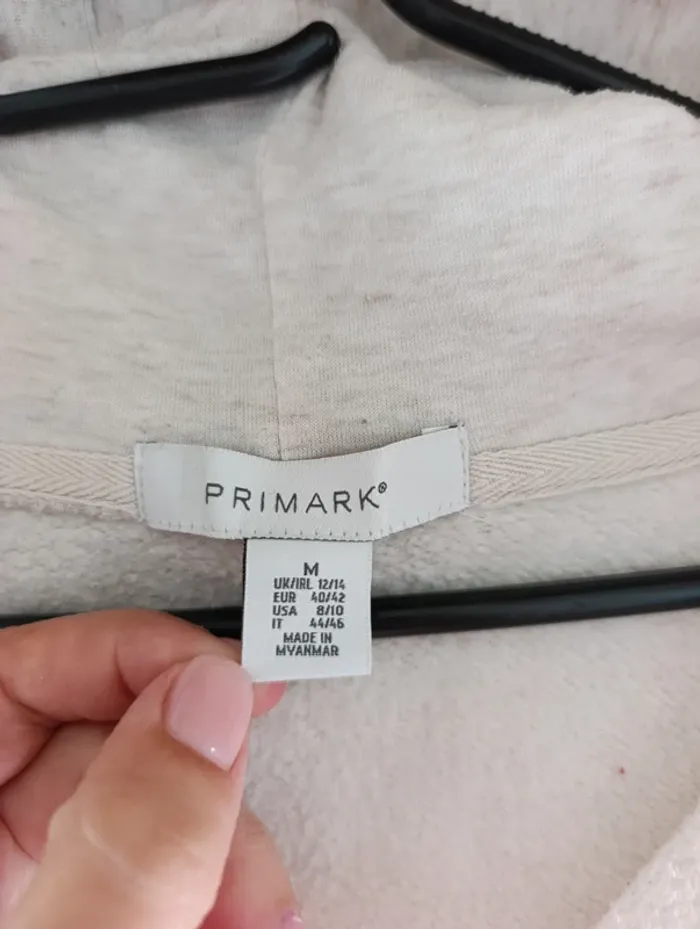 PRIMARK®
M
UK/IRL 12/14
EUR 40/42
USA 8/10
IT 44/46
MADE IN
MYANMAR